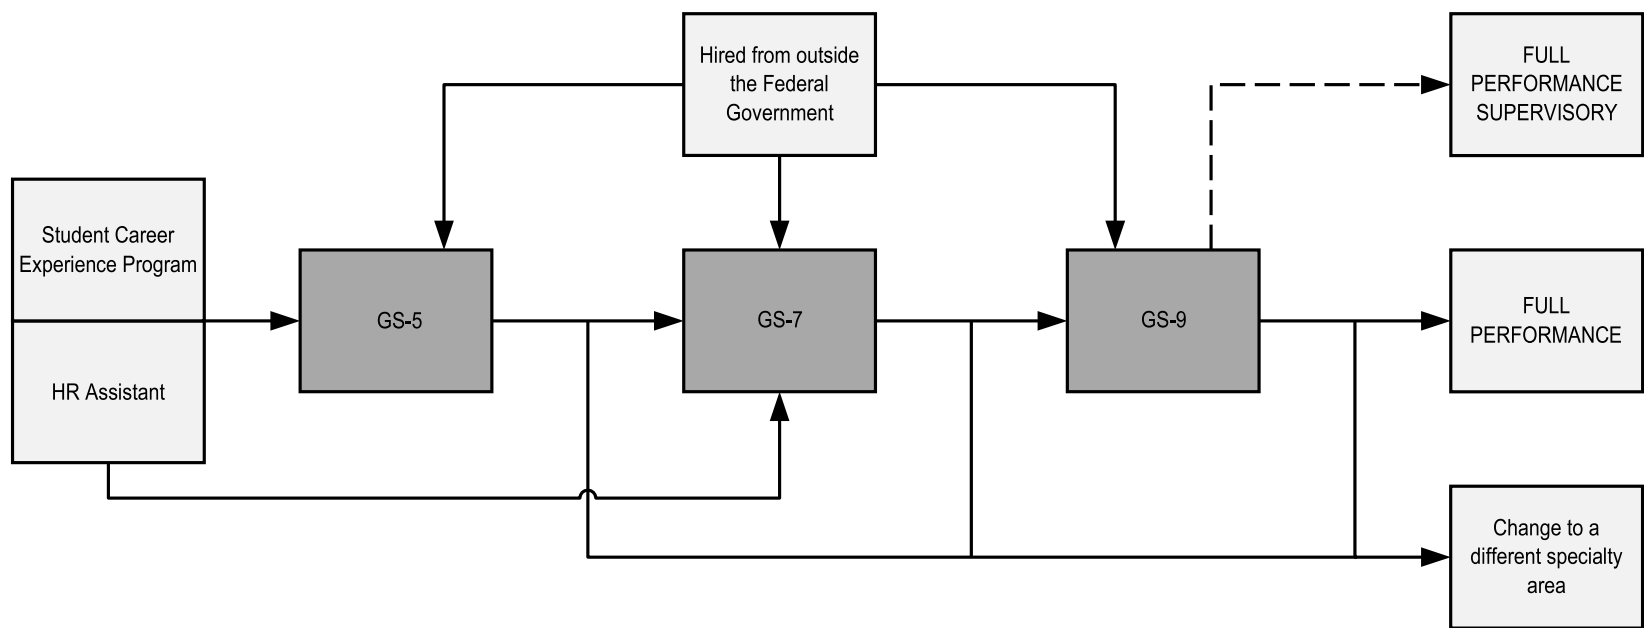 Hired from outside
the Federal
Government
FULL
PERFORMANCE
SUPERVISORY
Student Career
Experience Program
HR Assistant
GS-5
GS-7
GS-9
FULL
PERFORMANCE
Change to a
different specialty
area